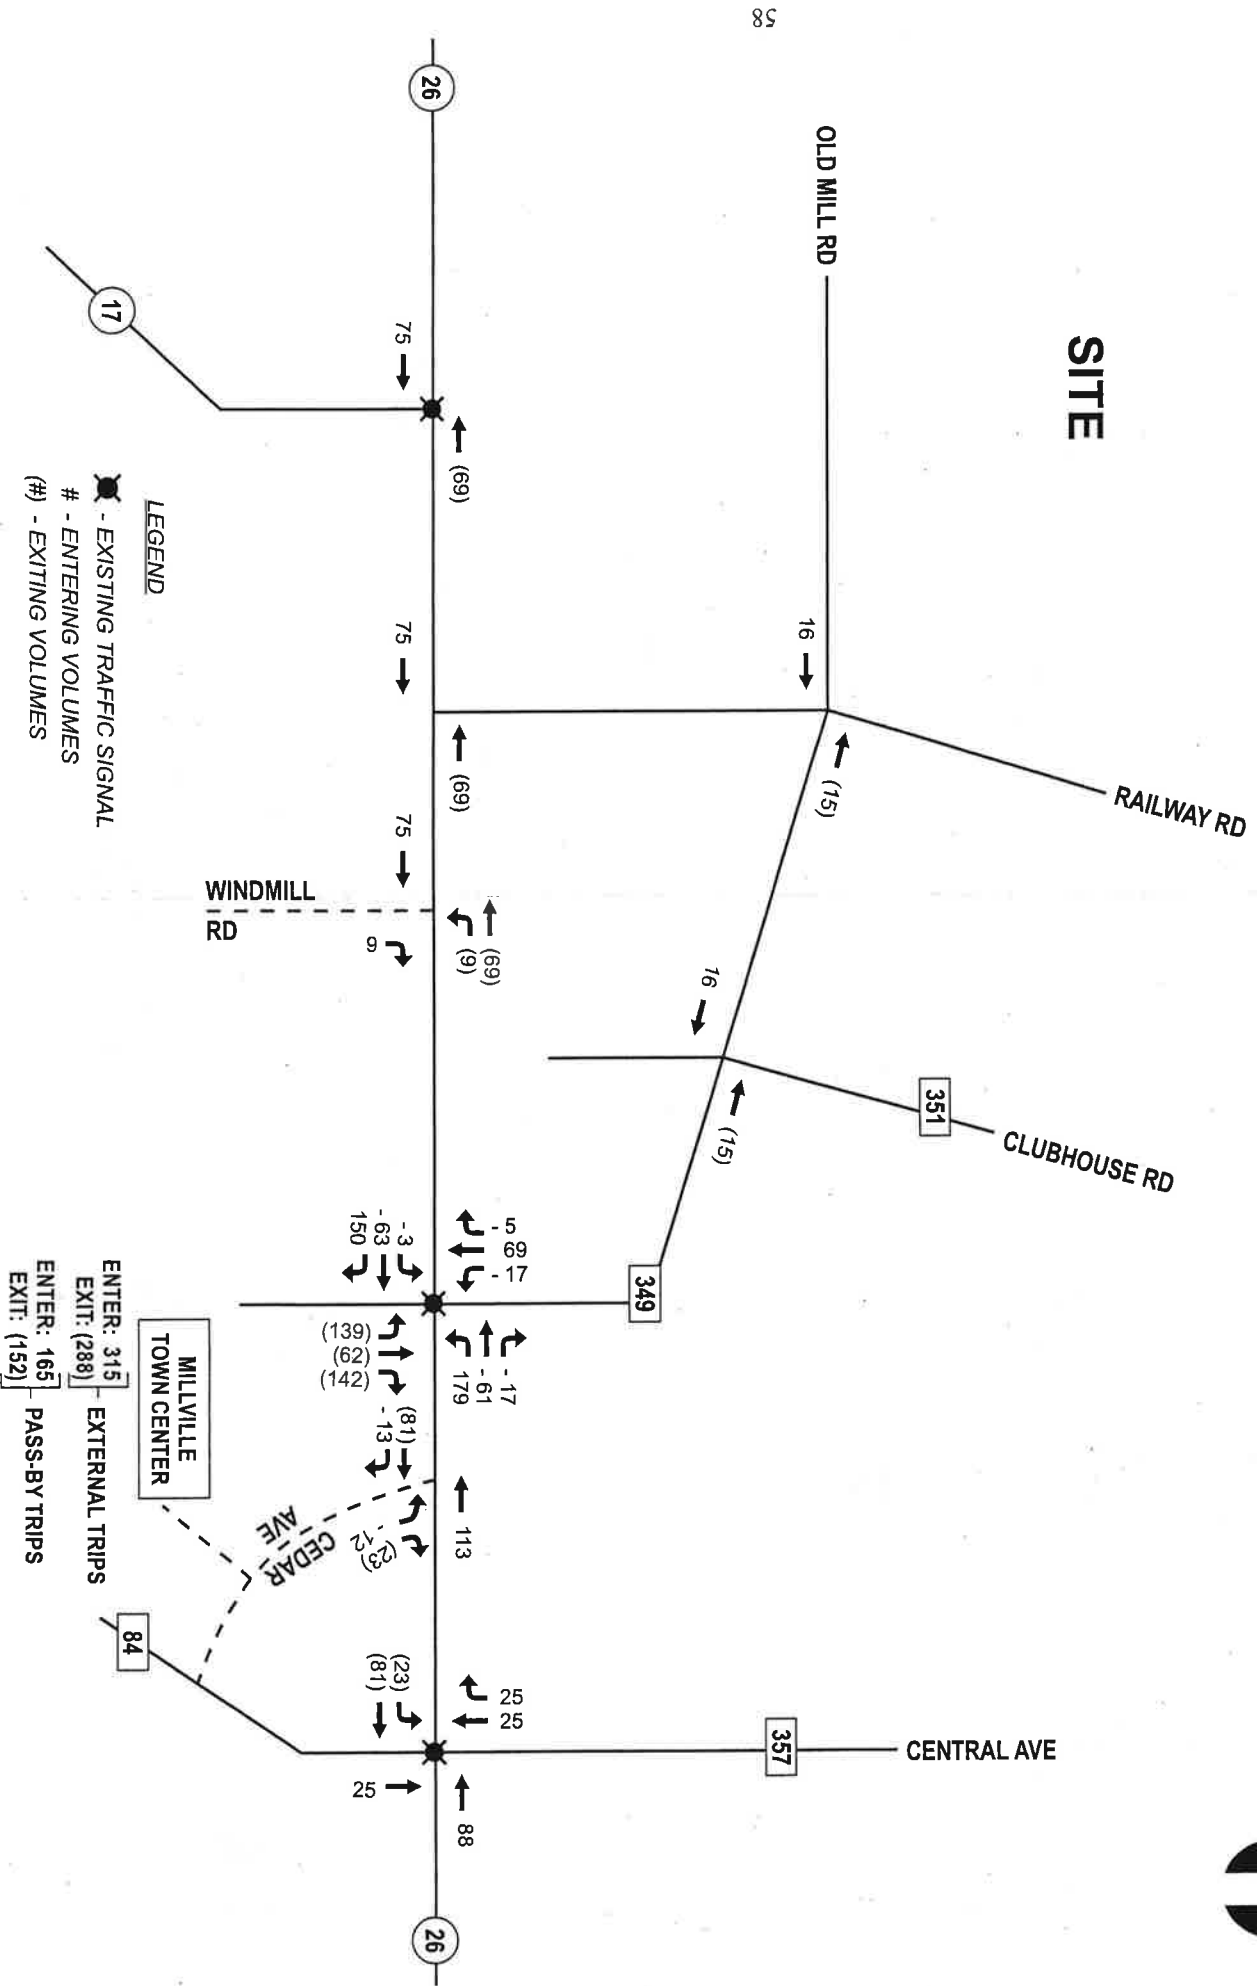 58
SITE
OLD MILL RD
RAILWAY RD
16
(15)
16
(15)
351
CLUBHOUSE RD
349
357
CENTRAL AVE
26
17
75
(69)
75
(69)
75
(69)
(9)
9
WINDMILL
RD
- 5
69
- 17
- 3
- 63
150
- 17
- 61
179
(139)
(62)
(142)
(81)
- 13
113
- 12
(23)
CEDAR
AVE
25
25
(23)
(81)
25
88
26
84
MILLVILLE
TOWN CENTER
ENTER: 315
EXIT: (288)
EXTERNAL TRIPS
ENTER: 165
EXIT: (152)
PASS-BY TRIPS
LEGEND
- EXISTING TRAFFIC SIGNAL
# - ENTERING VOLUMES
(#) - EXITING VOLUMES